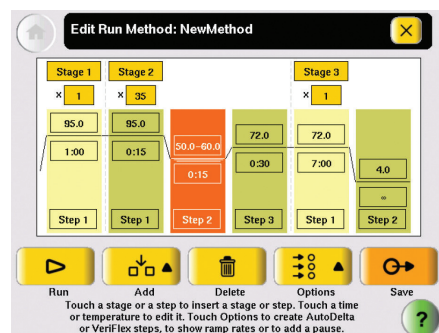 Edit Run Method: NewMethod
Stage 1 Stage 2 Stage 3
× 1 × 35 × 1
95.0 95.0 50.0-60.0 72.0 72.0 4.0
1:00 0:15 0:15 0:30 7:00 ∞
Step 1 Step 1 Step 2 Step 3 Step 1 Step 2
Run Add Delete Options Save
Touch a stage or a step to insert a stage or step. Touch a time
or temperature to edit it. Touch Options to create AutoDelta
or VeriFlex steps, to show ramp rates or to add a pause.
?